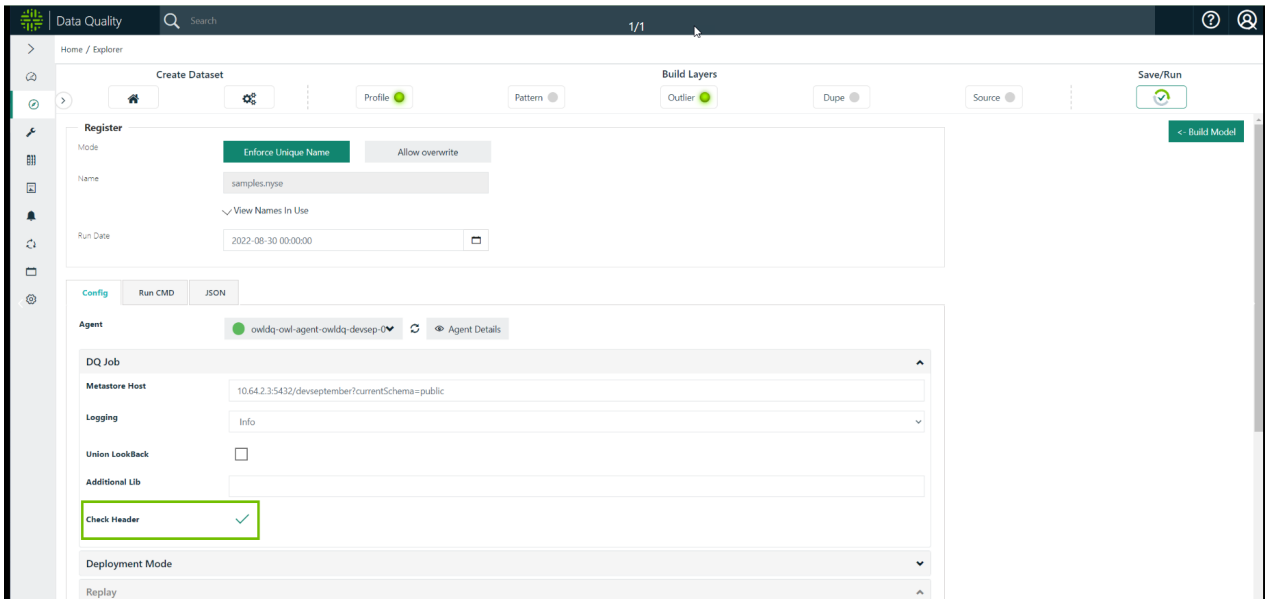 Data Quality
Search
1/1
Home / Explorer
Create Dataset
Build Layers
Save/Run
Profile
Pattern
Outlier
Dupe
Source
<- Build Model
Register
Mode
Enforce Unique Name
Allow overwrite
Name
samples.nyse
View Names In Use
Run Date
2022-08-30 00:00:00
Config
Run CMD
JSON
Agent
owldq-owl-agent-owldq-devsep-0
Agent Details
DQ Job
Metastore Host
10.64.2.3:5432/devseptember?currentSchema=public
Logging
Info
Union LookBack
Additional Lib
Check Header
Deployment Mode
Replay